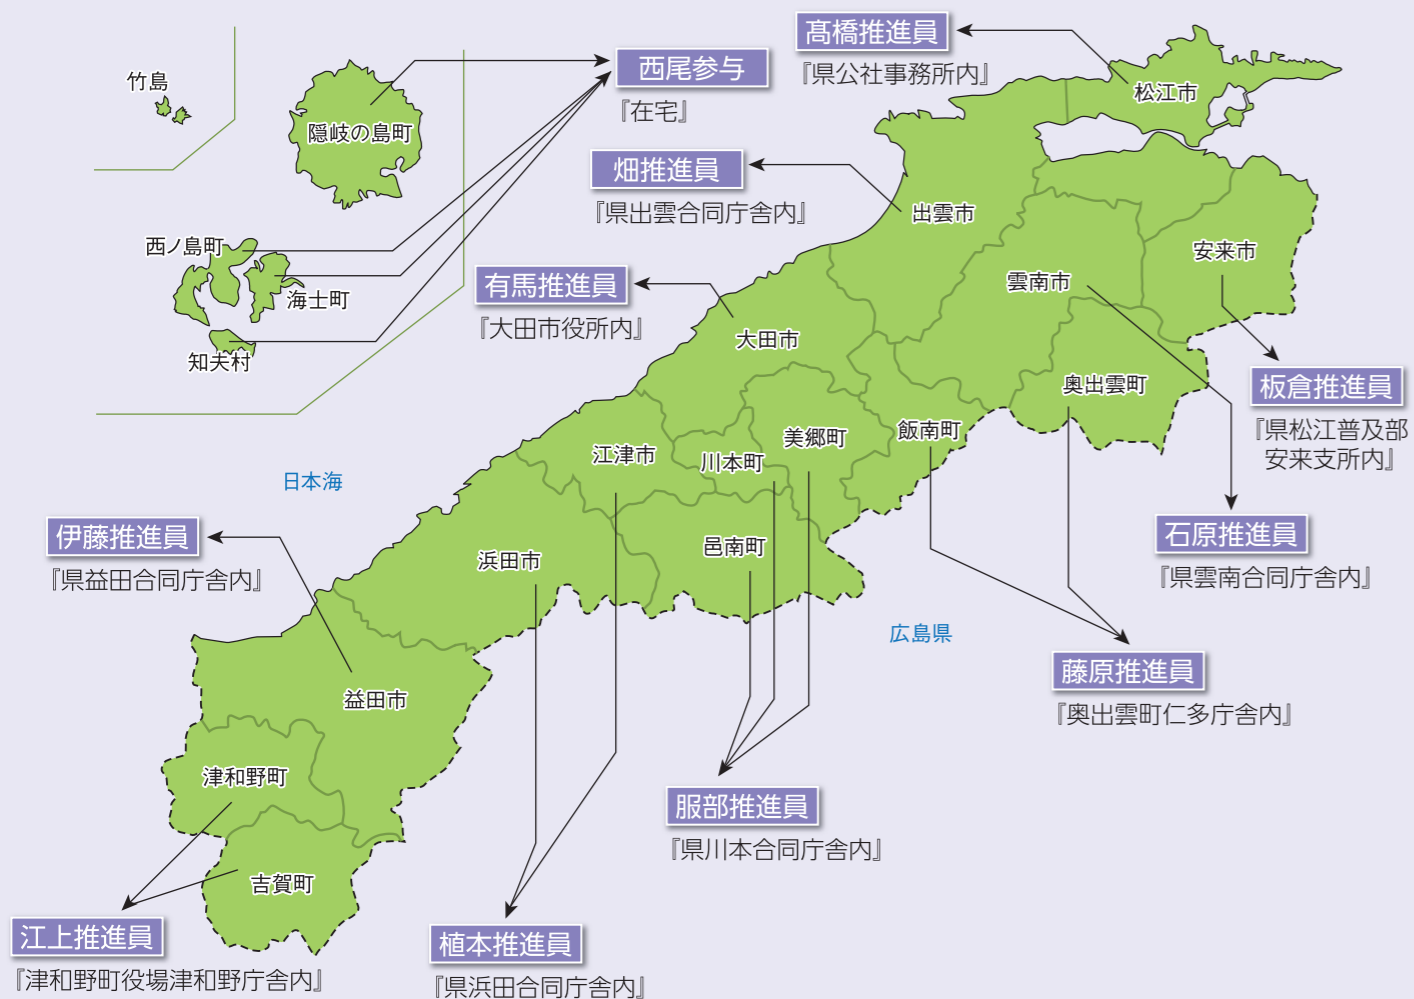 髙橋推進員
『県公社事務所内』
松江市
西尾参与
『在宅』
竹島
隠岐の島町
西ノ島町
海士町
知夫村
畑推進員
『県出雲合同庁舎内』
出雲市
安来市
雲南市
有馬推進員
『大田市役所内』
大田市
奥出雲町
板倉推進員
『県松江普及部
安来支所内』
飯南町
美郷町
川本町
江津市
日本海
石原推進員
『県雲南合同庁舎内』
伊藤推進員
『県益田合同庁舎内』
浜田市
邑南町
広島県
藤原推進員
『奥出雲町仁多庁舎内』
益田市
津和野町
服部推進員
『県川本合同庁舎内』
吉賀町
江上推進員
『津和野町役場津和野庁舎内』
植本推進員
『県浜田合同庁舎内』